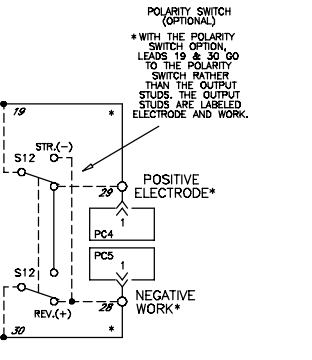 POLARITY SWITCH
(OPTIONAL)
*WITH THE POLARITY
SWITCH OPTION,
LEADS 19 & 30 GO
TO THE POLARITY
SWITCH RATHER
THAN THE OUTPUT
STUDS. THE OUTPUT
STUDS ARE LABELED
ELECTRODE AND WORK.
19
*
STR.(-)
S12
29
POSITIVE
ELECTRODE*
1
PC4
PC5
1
S12
REV.(+)
28
NEGATIVE
WORK*
30
*